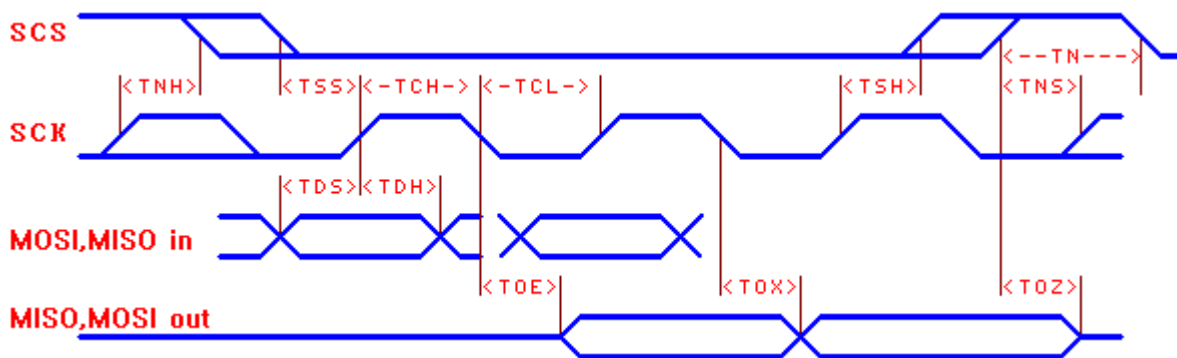 SCS
--TN---
<TNH> <TSS> <-TCH-> <-TCL-> <TSH> <TNS>
SCK
<TDS> <TDH>
MOSI,MISO in
<TOE> <TOX> <TOZ>
MISO,MOSI out